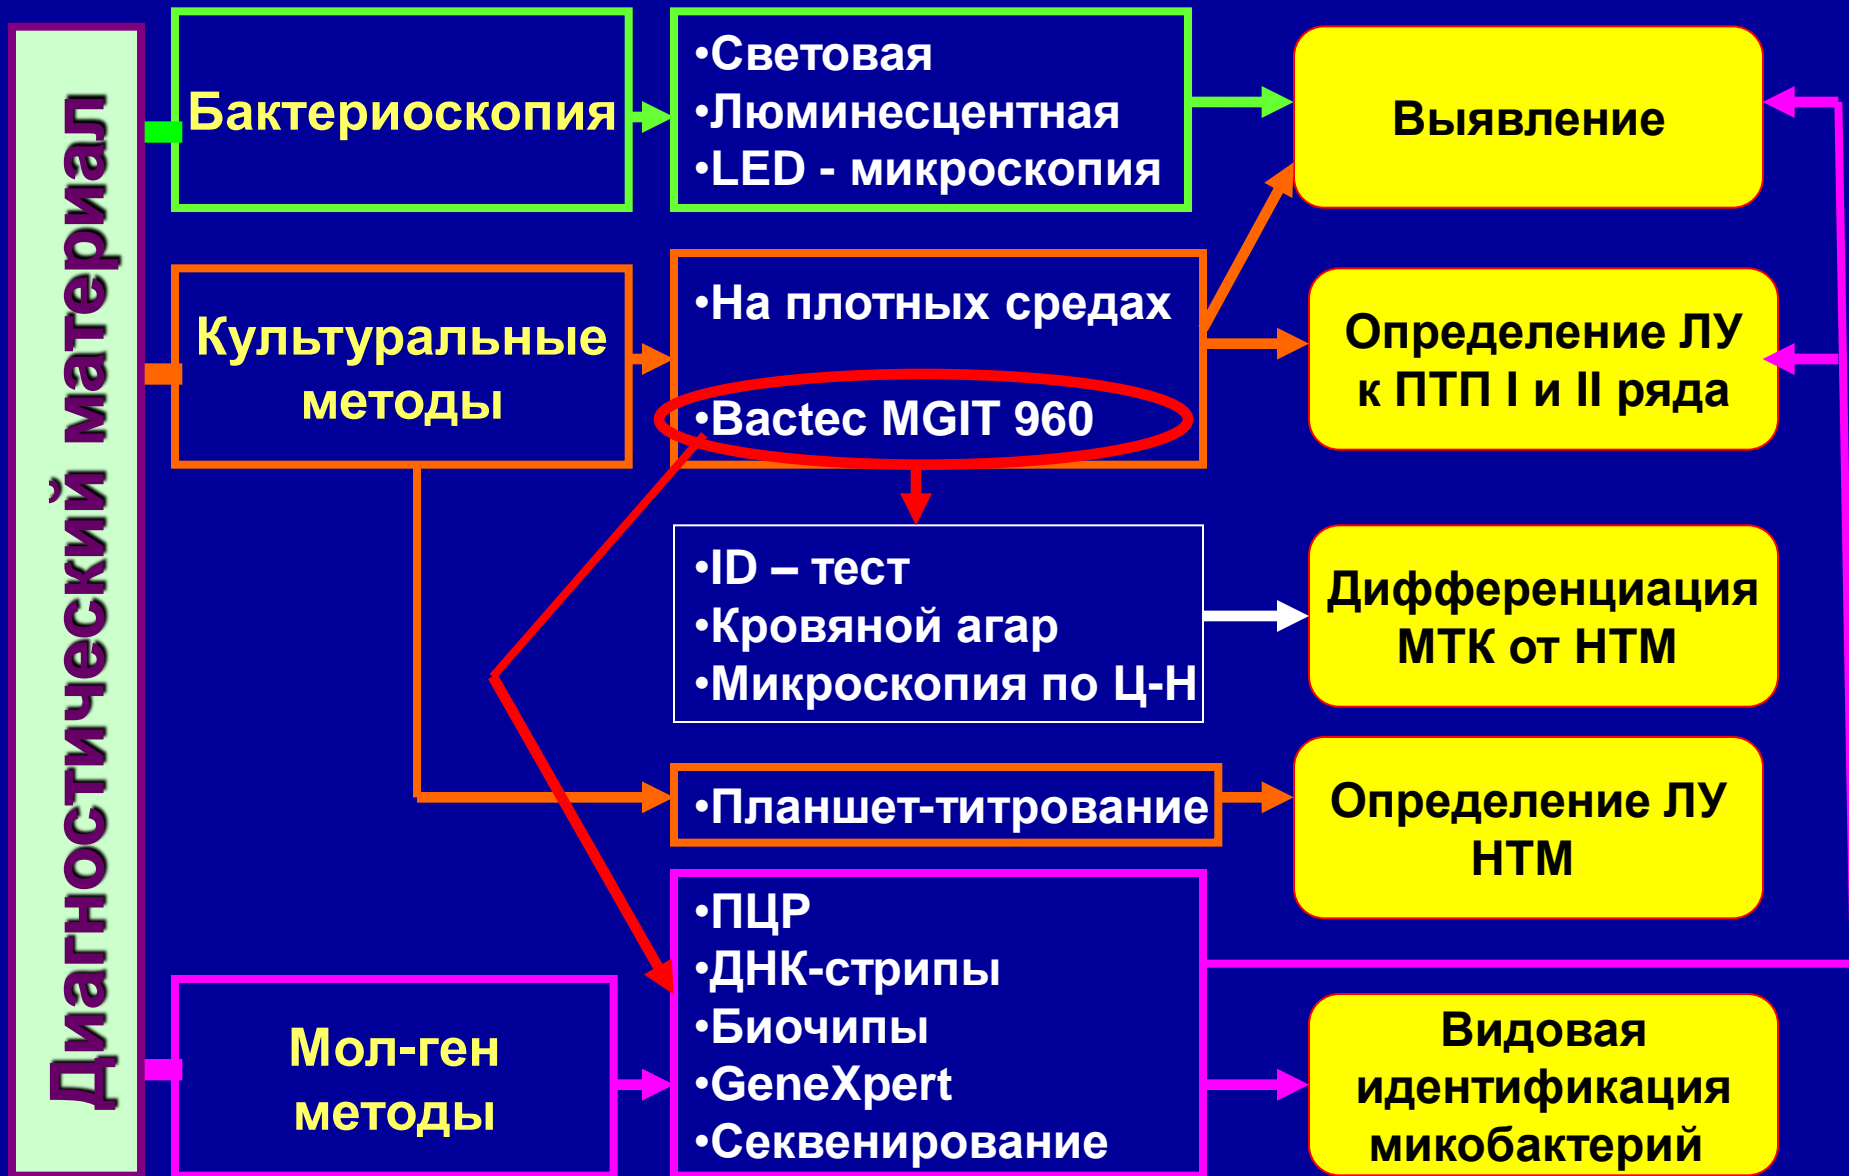 Диагностический материал
Бактериоскопия
•Световая
•Люминесцентная
•LED - микроскопия
Выявление
Культуральные
методы
•На плотных средах
•Bactec MGIT 960
Определение ЛУ
к ПТП I и II ряда
•ID – тест
•Кровяной агар
•Микроскопия по Ц-Н
Дифференциация
МТК от НТМ
•Планшет-титрование
Определение ЛУ
НТМ
Мол-ген
методы
•ПЦР
•ДНК-стрипы
•Биочипы
•GeneXpert
•Секвенирование
Видовая
идентификация
микобактерий